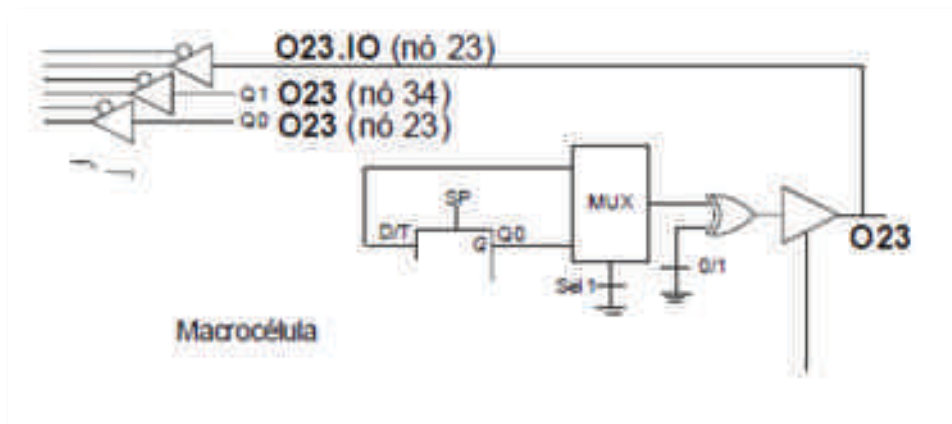 O23.IO (nó 23)
Q1 O23 (nó 34)
Q0 O23 (nó 23)
MUX
SP
D/T
Q
Q0
O23
0/1
Sel 1
Macrocélula